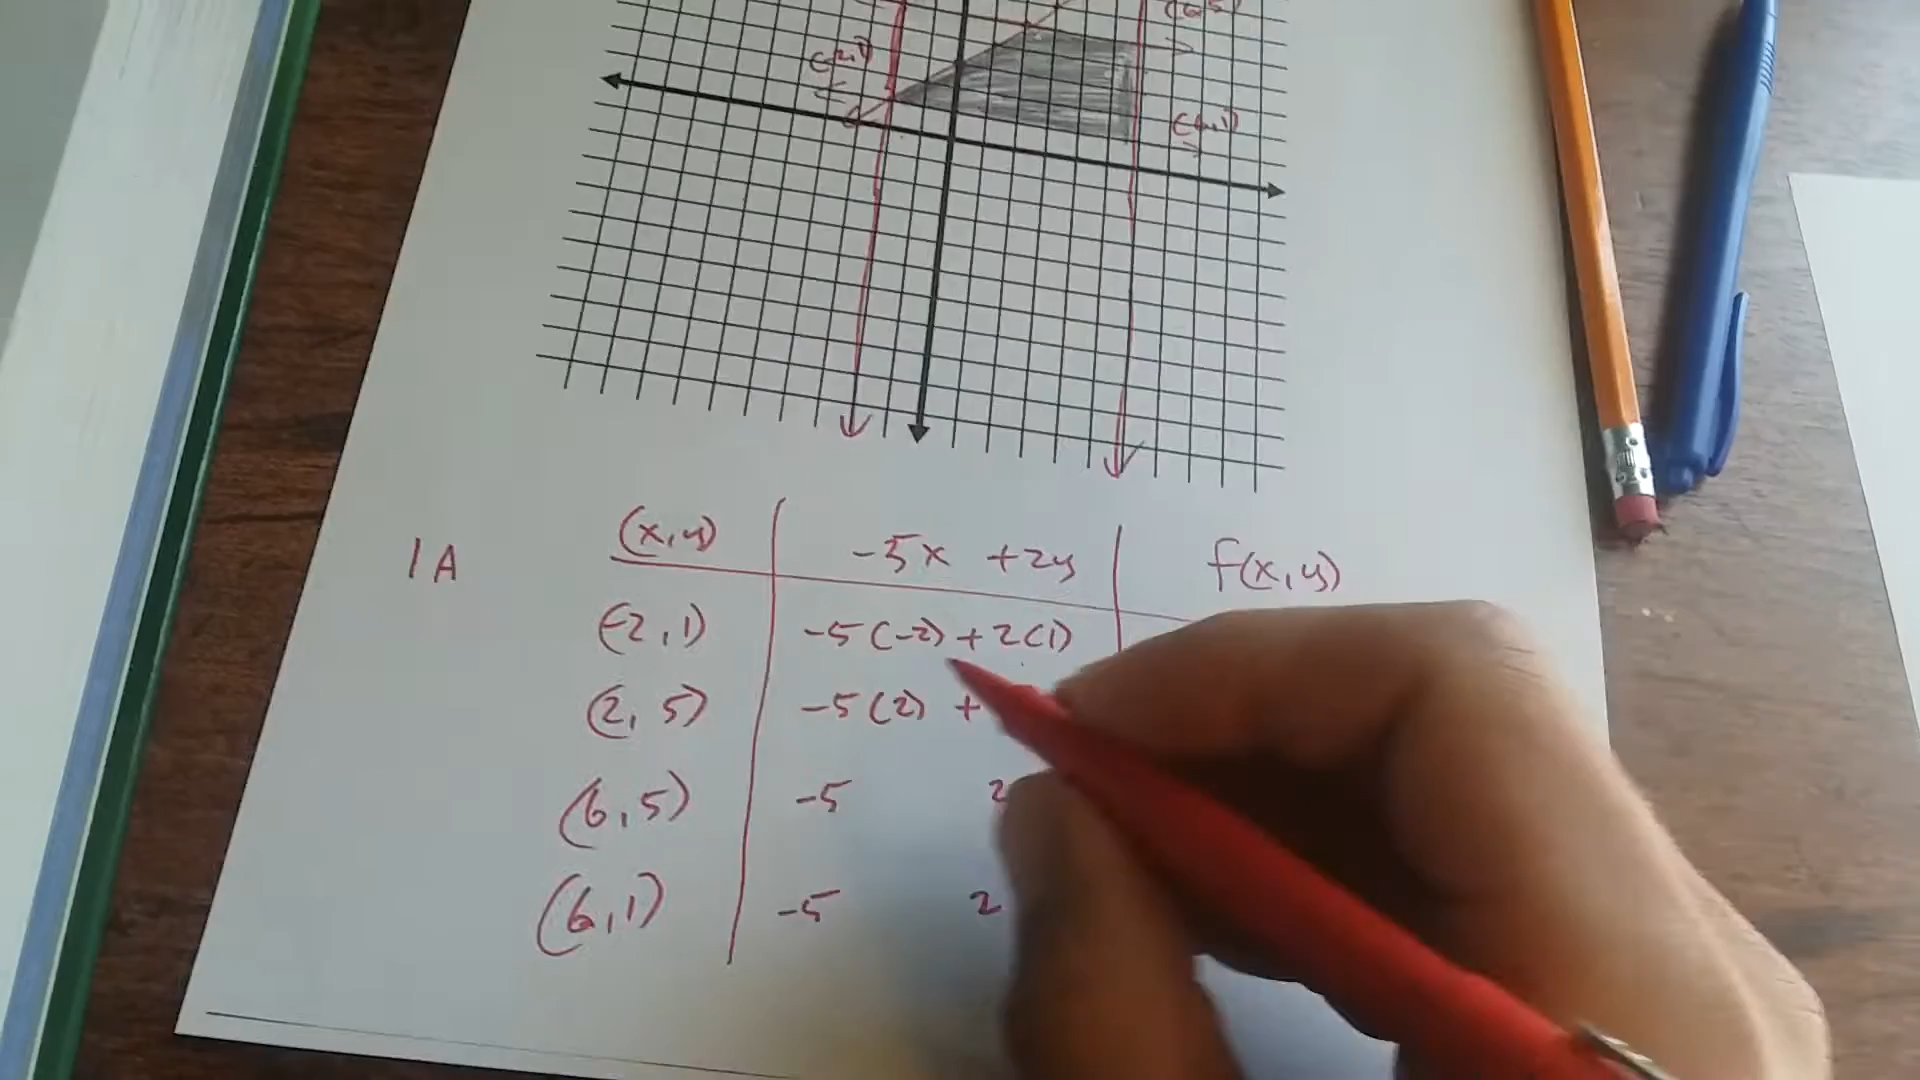 (6,5)
(-2,1)
(6,1)
1A
(x,y) -5x +2y f(x,y)
(-2,1) -5(-2)+2(1)
(2,5) -5(2) +
(6,5) -5 2
(6,1) -5 2